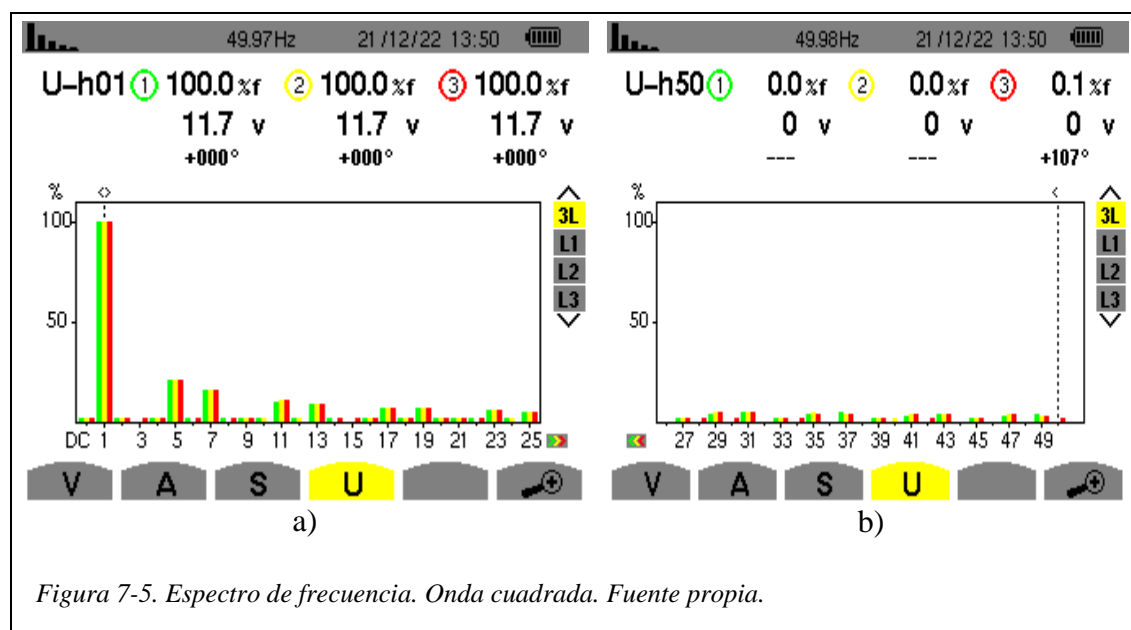 49.97Hz 21/12/22 13:50
U-h01 1 100.0 %f 2 100.0 %f 3 100.0 %f
11.7 v 11.7 v 11.7 v
+000° +000° +000°
%
100
50
DC 1 3 5 7 9 11 13 15 17 19 21 23 25
3L
L1
L2
L3
V A S U
a)
49.98Hz 21/12/22 13:50
U-h50 1 0.0 %f 2 0.0 %f 3 0.1 %f
0 v 0 v 0 v
--- --- +107°
%
100
50
27 29 31 33 35 37 39 41 43 45 47 49
3L
L1
L2
L3
V A S U
b)
Figura 7-5. Espectro de frecuencia. Onda cuadrada. Fuente propia.